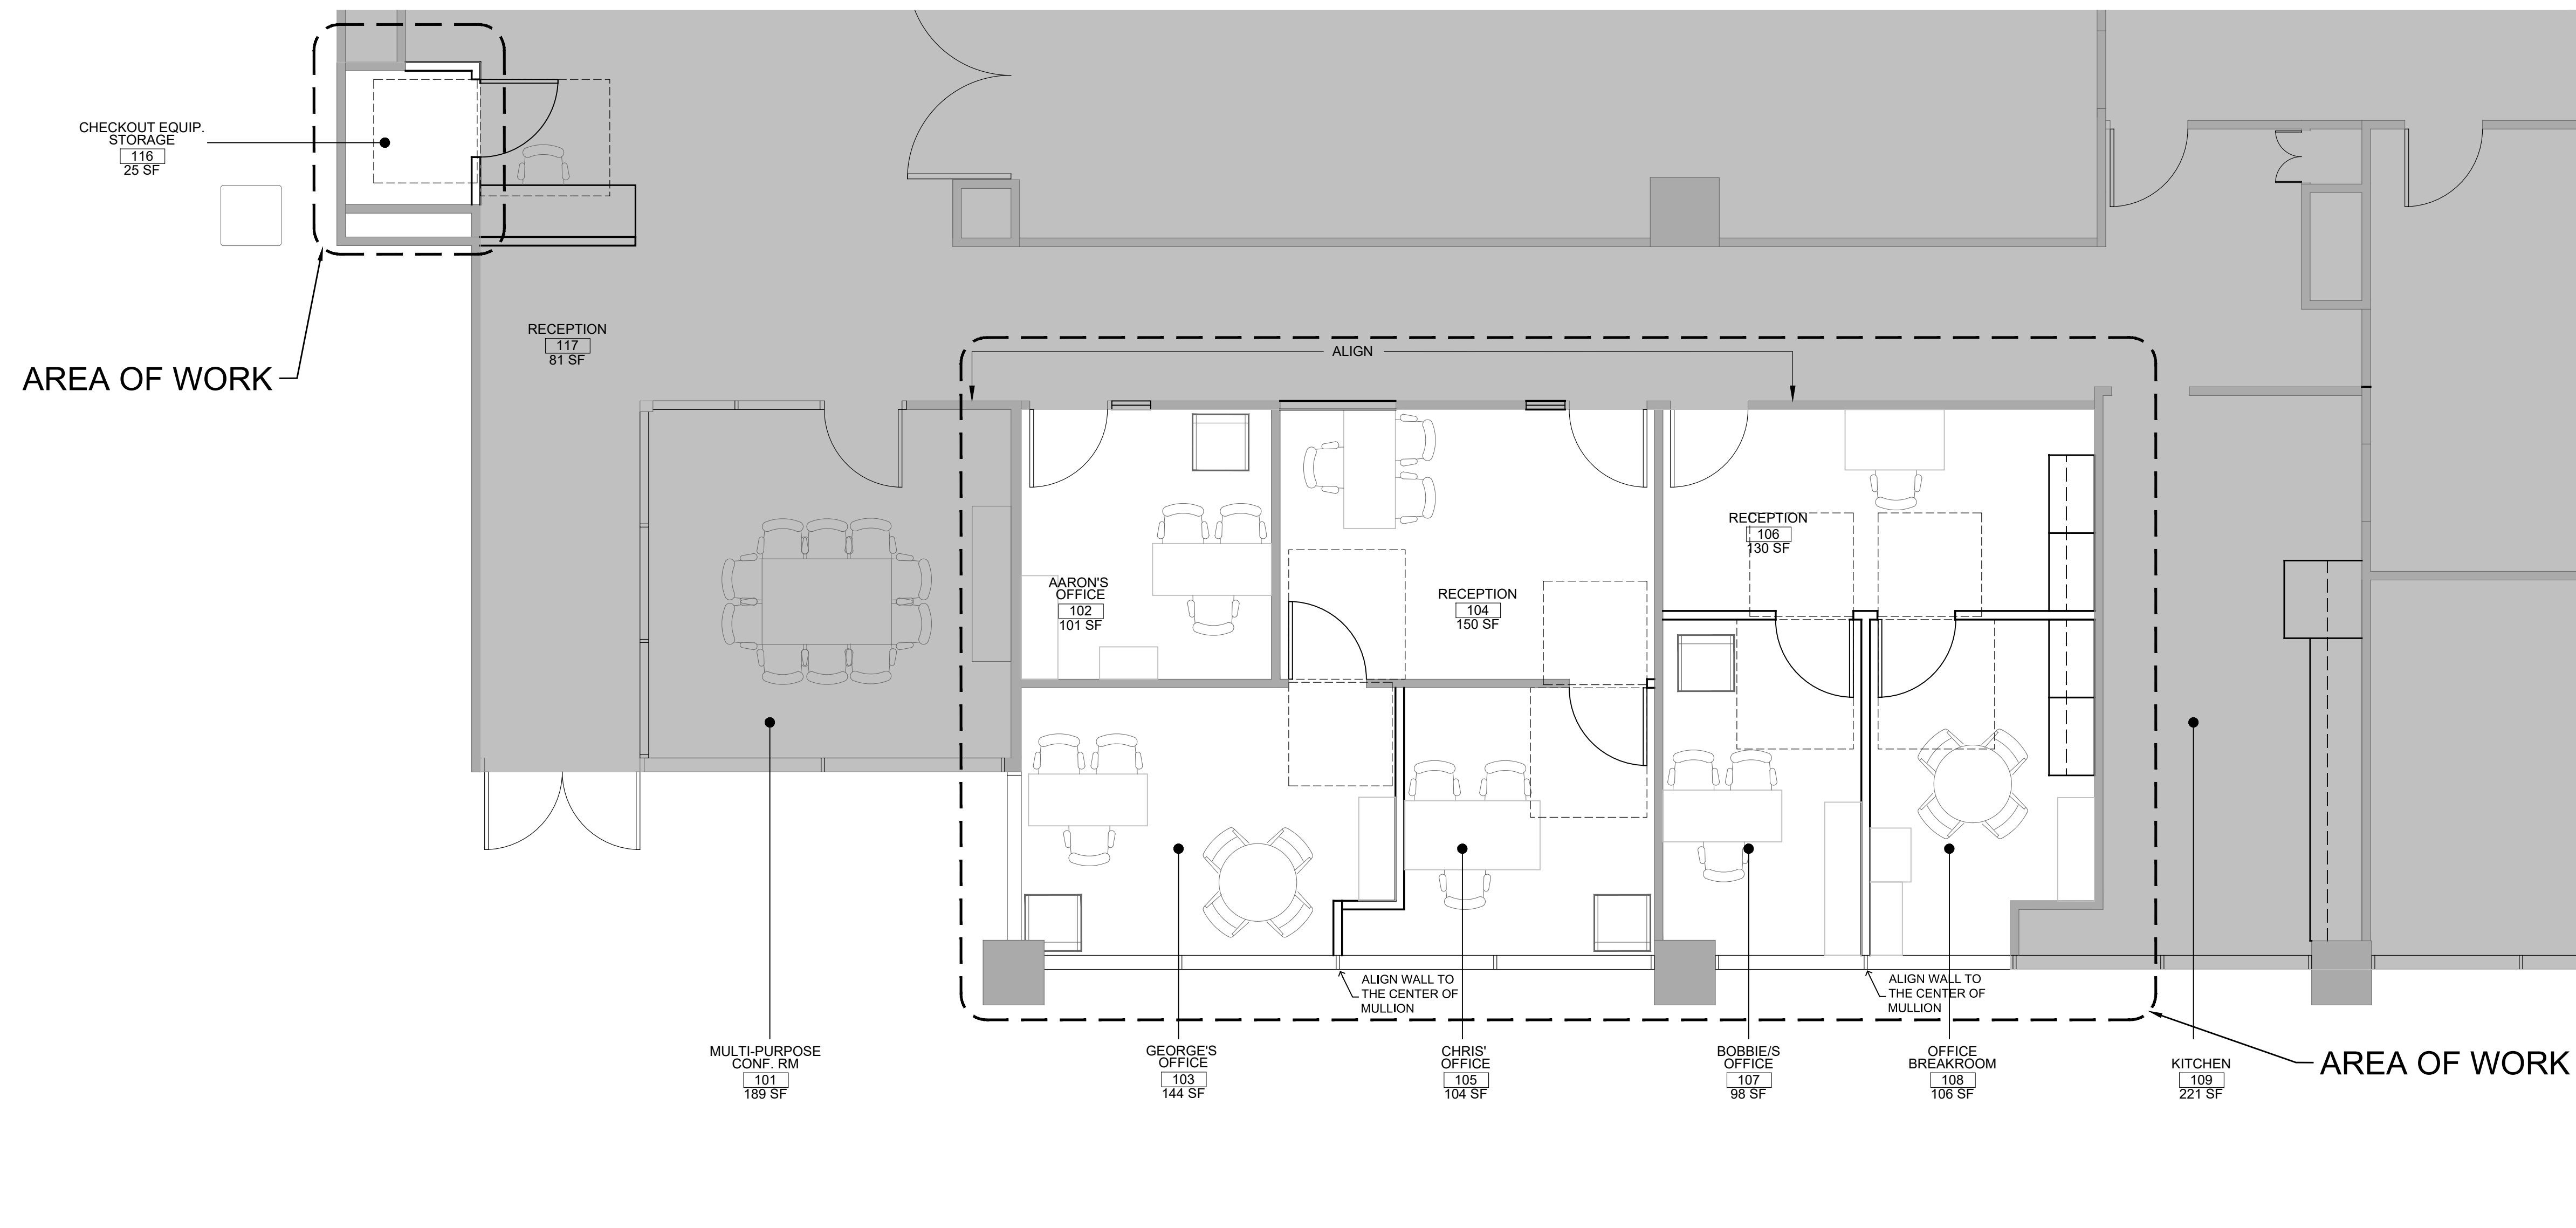 CHECKOUT EQUIP.
STORAGE
116
25 SF
AREA OF WORK
RECEPTION
117
81 SF
ALIGN
AARON'S
OFFICE
102
101 SF
RECEPTION
104
150 SF
RECEPTION
106
130 SF
ALIGN WALL TO
THE CENTER OF
MULLION
ALIGN WALL TO
THE CENTER OF
MULLION
MULTI-PURPOSE
CONF. RM
101
189 SF
GEORGE'S
OFFICE
103
144 SF
CHRIS'
OFFICE
105
104 SF
BOBBIE/S
OFFICE
107
98 SF
OFFICE
BREAKROOM
108
106 SF
KITCHEN
109
221 SF
AREA OF WORK